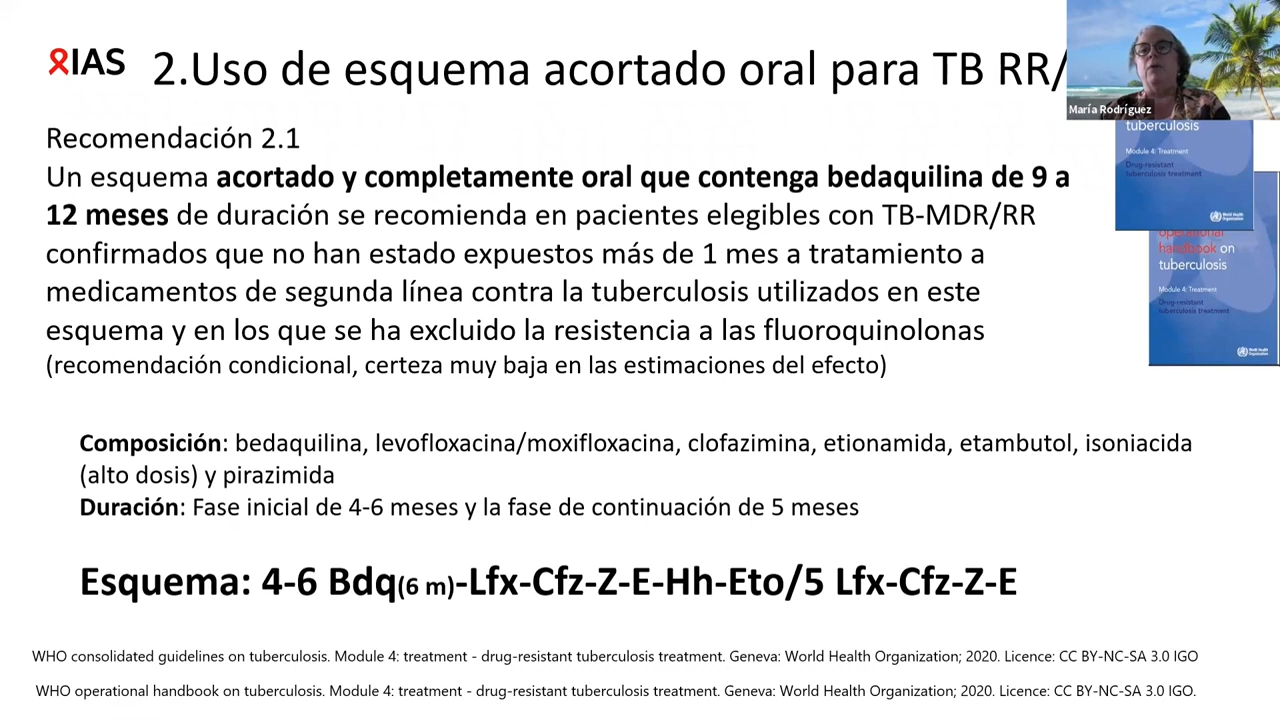 IAS
2.Uso de esquema acortado oral para TB RR/
María Rodríguez
Recomendación 2.1
Un esquema acortado y completamente oral que contenga bedaquilina de 9 a
12 meses de duración se recomienda en pacientes elegibles con TB-MDR/RR
confirmados que no han estado expuestos más de 1 mes a tratamiento a
medicamentos de segunda línea contra la tuberculosis utilizados en este
esquema y en los que se ha excluido la resistencia a las fluoroquinolonas
(recomendación condicional, certeza muy baja en las estimaciones del efecto)
tuberculosis
Module 4: Treatment
Drug-resistant
tuberculosis treatment
World Health
Organization
operational
handbook on
tuberculosis
Module 4: Treatment
Drug-resistant
tuberculosis treatment
World Health
Organization
Composición: bedaquilina, levofloxacina/moxifloxacina, clofazimina, etionamida, etambutol, isoniacida
(alto dosis) y pirazimida
Duración: Fase inicial de 4-6 meses y la fase de continuación de 5 meses
Esquema: 4-6 Bdq(6 m)-Lfx-Cfz-Z-E-Hh-Eto/5 Lfx-Cfz-Z-E
WHO consolidated guidelines on tuberculosis. Module 4: treatment - drug-resistant tuberculosis treatment. Geneva: World Health Organization; 2020. Licence: CC BY-NC-SA 3.0 IGO
WHO operational handbook on tuberculosis. Module 4: treatment - drug-resistant tuberculosis treatment. Geneva: World Health Organization; 2020. Licence: CC BY-NC-SA 3.0 IGO.